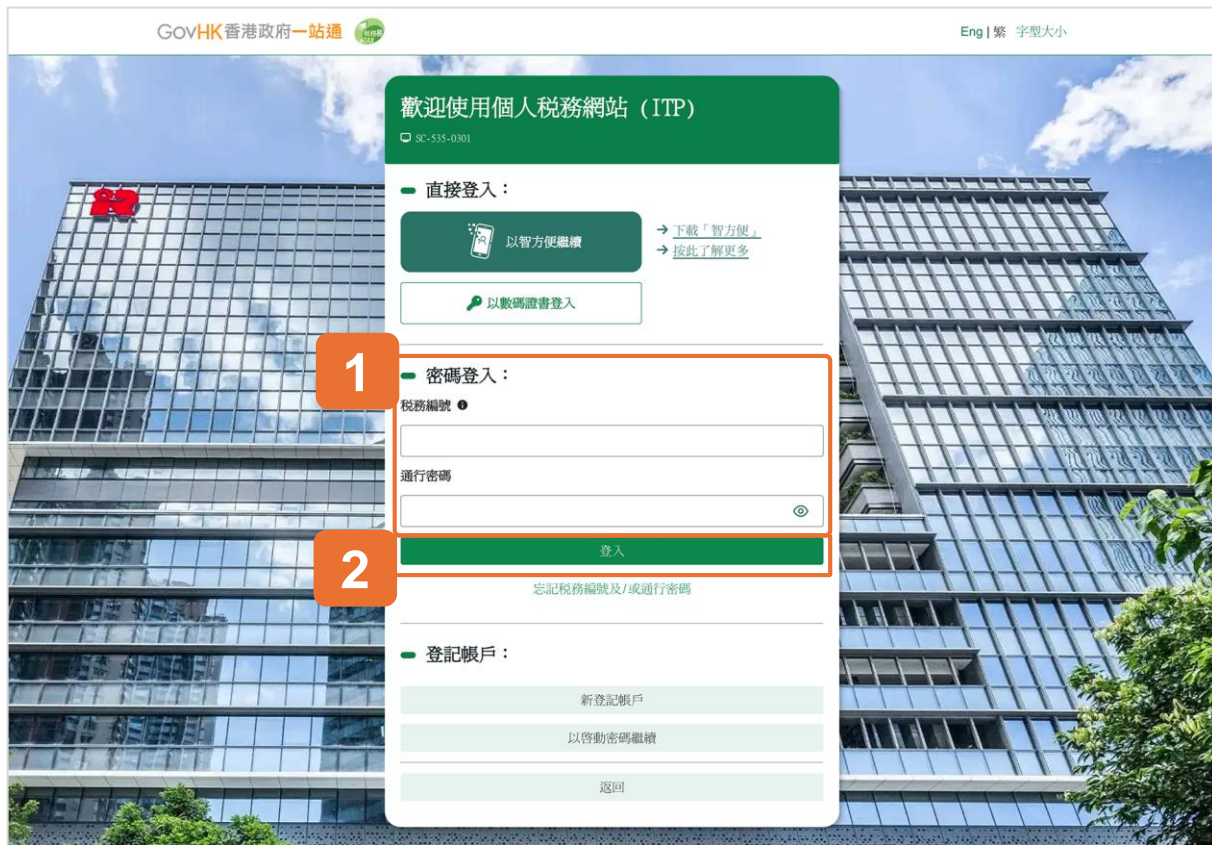 GovHK香港政府一站通
Eng | 繁 字型大小
歡迎使用個人稅務網站 (ITP)
SC-535-0301
直接登入：
以智方便繼續
→ 下載「智方便」
→ 按此了解更多
以數碼證書登入
1
密碼登入：
稅務編號
通行密碼
登入
2
忘記稅務編號及/或通行密碼
登記帳戶：
新登記帳戶
以啓動密碼繼續
返回